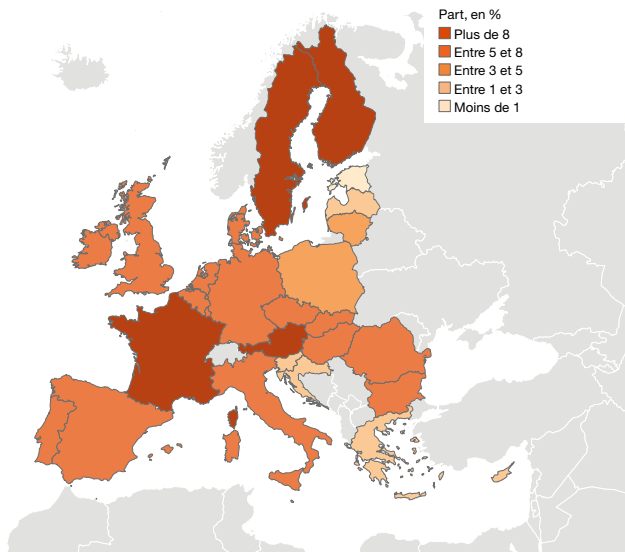 Part, en %
Plus de 8
Entre 5 et 8
Entre 3 et 5
Entre 1 et 3
Moins de 1